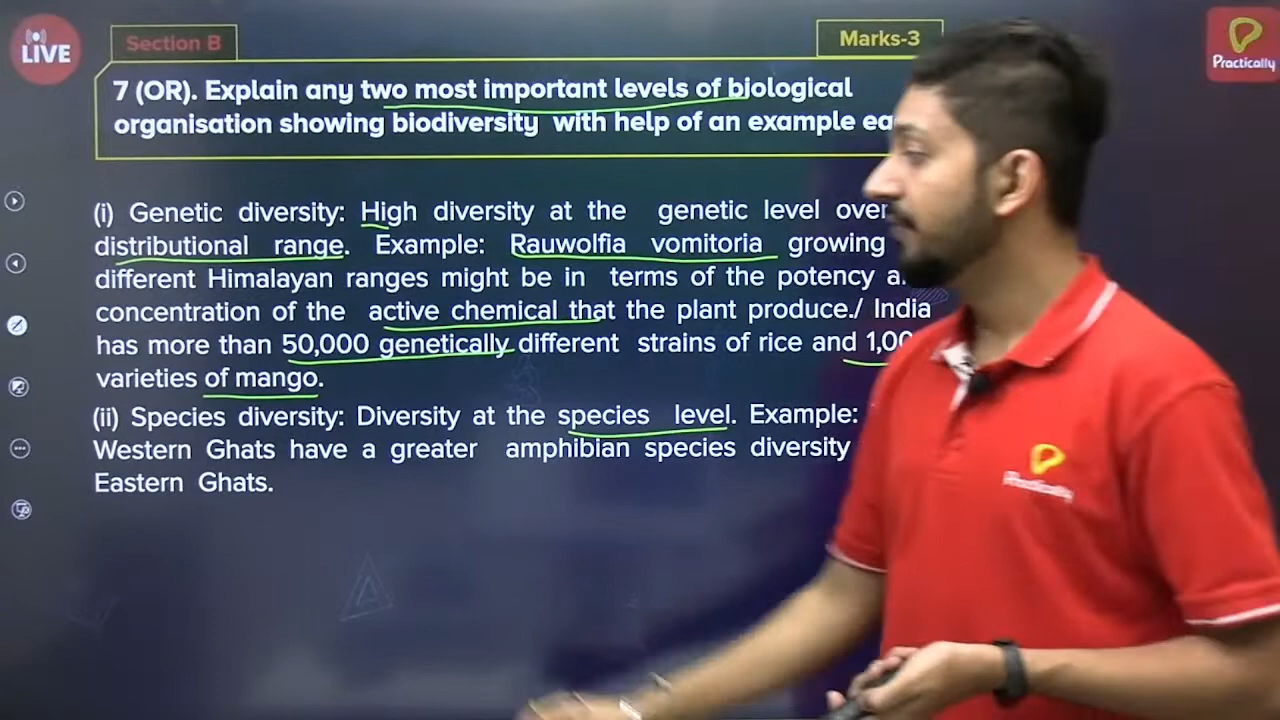 LIVE
Section B
Marks-3
Practically
7 (OR). Explain any two most important levels of biological
organisation showing biodiversity with help of an example
(i) Genetic diversity: High diversity at the genetic level over
distributional range. Example: Rauwolfia vomitoria growing
different Himalayan ranges might be in terms of the potency
concentration of the active chemical that the plant produce./ India
has more than 50,000 genetically different strains of rice and
varieties of mango.
(ii) Species diversity: Diversity at the species level. Example:
Western Ghats have a greater amphibian species diversity
Eastern Ghats.
Practically